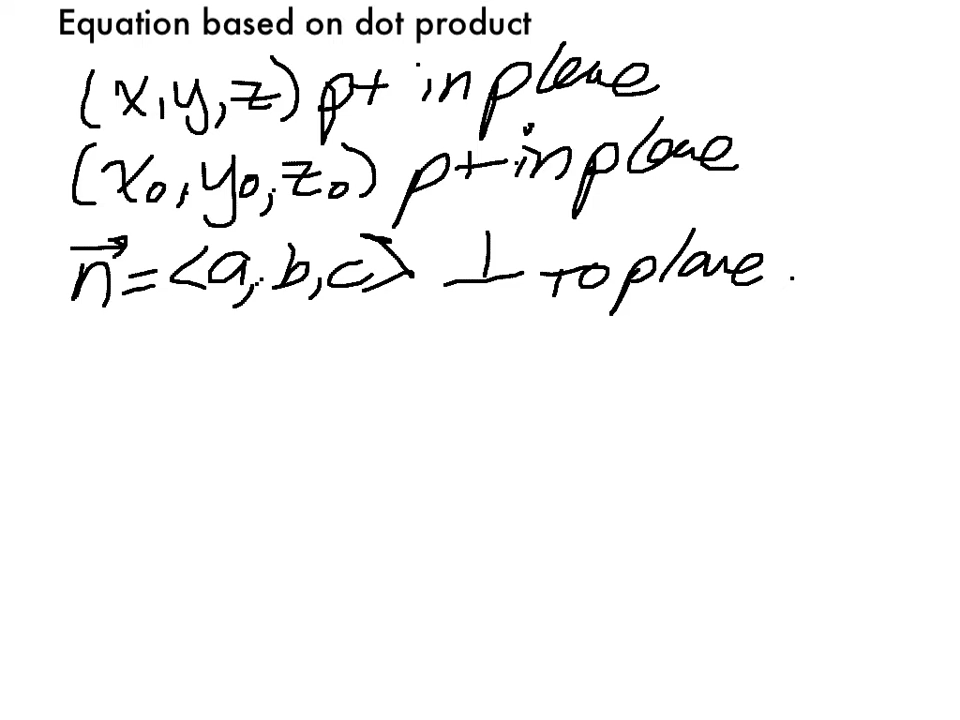 Equation based on dot product
(x, y, z) pt in plane
(x₀, y₀, z₀) pt in plane
n⃗ = <a, b, c> ⊥ to plane.